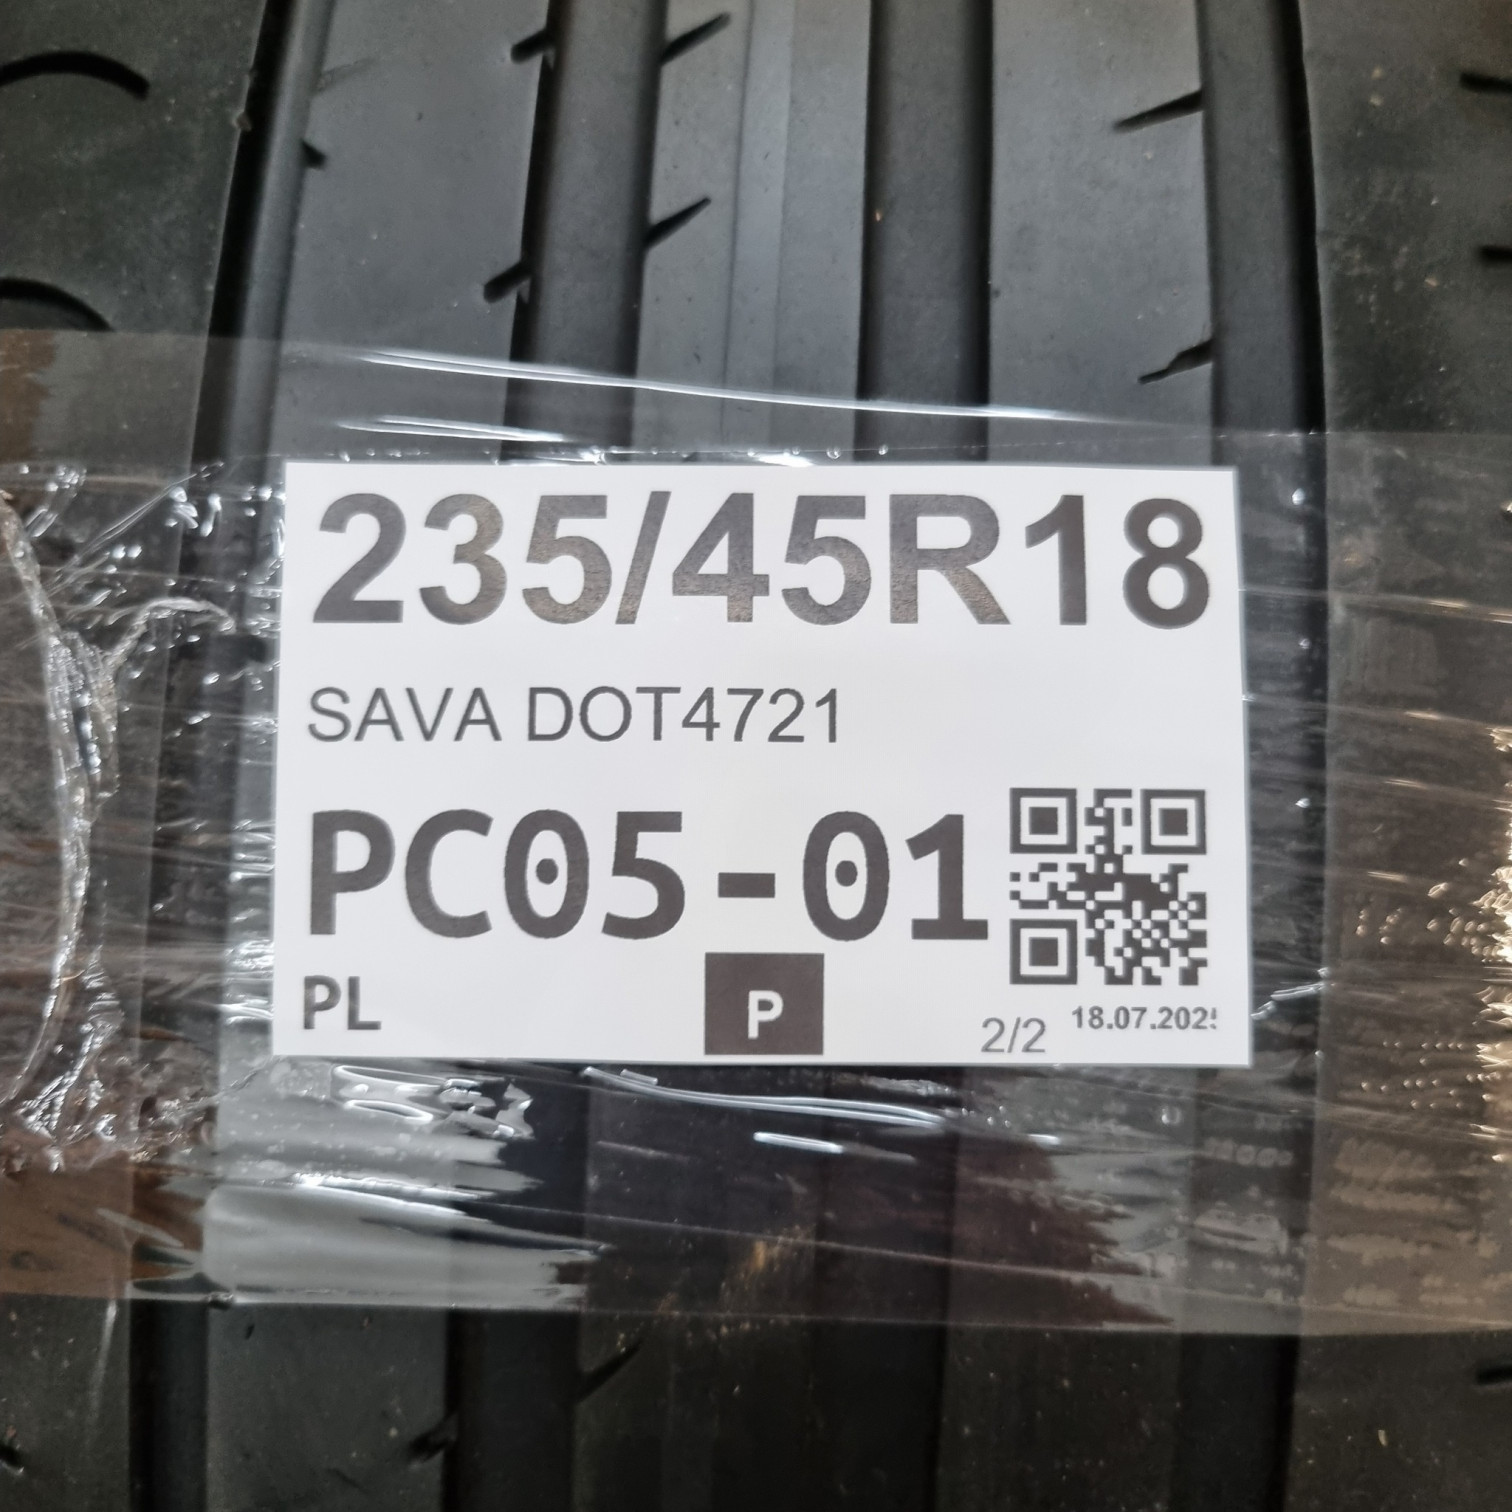 235/45R18
SAVA DOT4721
PC05-01
PL
P
2/2
18.07.2025